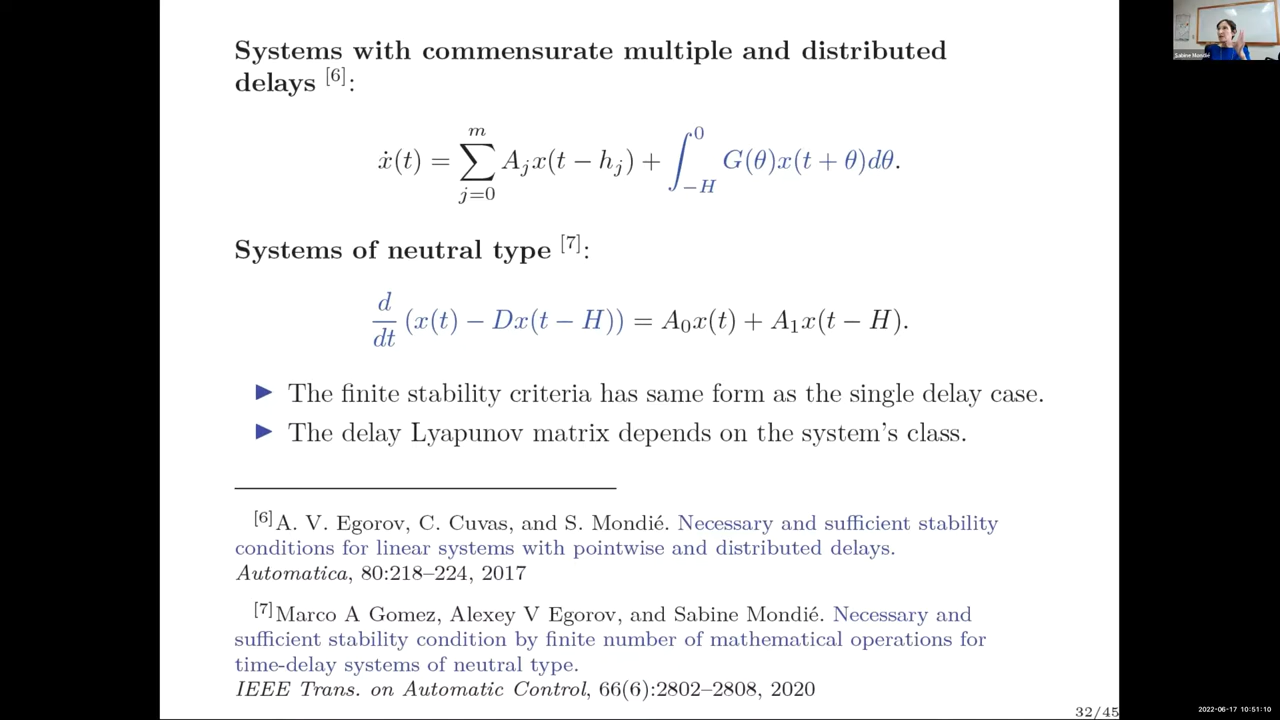 Systems with commensurate multiple and distributed
delays [6]:
ẋ(t) = ∑_{j=0}^{m} A_j x(t − h_j) + ∫_{−H}^{0} G(θ)x(t + θ)dθ.
Systems of neutral type [7]:
d/dt (x(t) − Dx(t − H)) = A_0 x(t) + A_1 x(t − H).
▶ The finite stability criteria has same form as the single delay case.
▶ The delay Lyapunov matrix depends on the system's class.
[6] A. V. Egorov, C. Cuvas, and S. Mondié. Necessary and sufficient stability
conditions for linear systems with pointwise and distributed delays.
Automatica, 80:218–224, 2017
[7] Marco A Gomez, Alexey V Egorov, and Sabine Mondié. Necessary and
sufficient stability condition by finite number of mathematical operations for
time-delay systems of neutral type.
IEEE Trans. on Automatic Control, 66(6):2802–2808, 2020
32/45
Sabine Mondié
2022-06-17 10:51:10